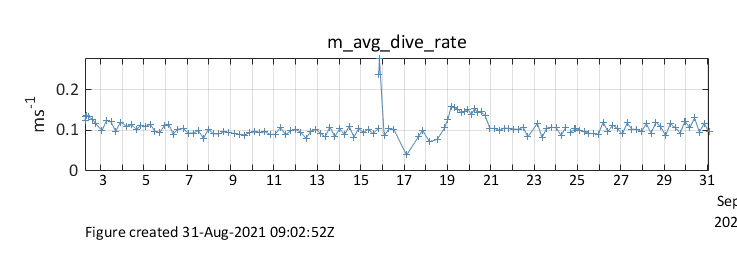 m_avg_dive_rate
ms-1
0.2
0.1
0
3 5 7 9 11 13 15 17 19 21 23 25 27 29 31
Sep
202
Figure created 31-Aug-2021 09:02:52Z